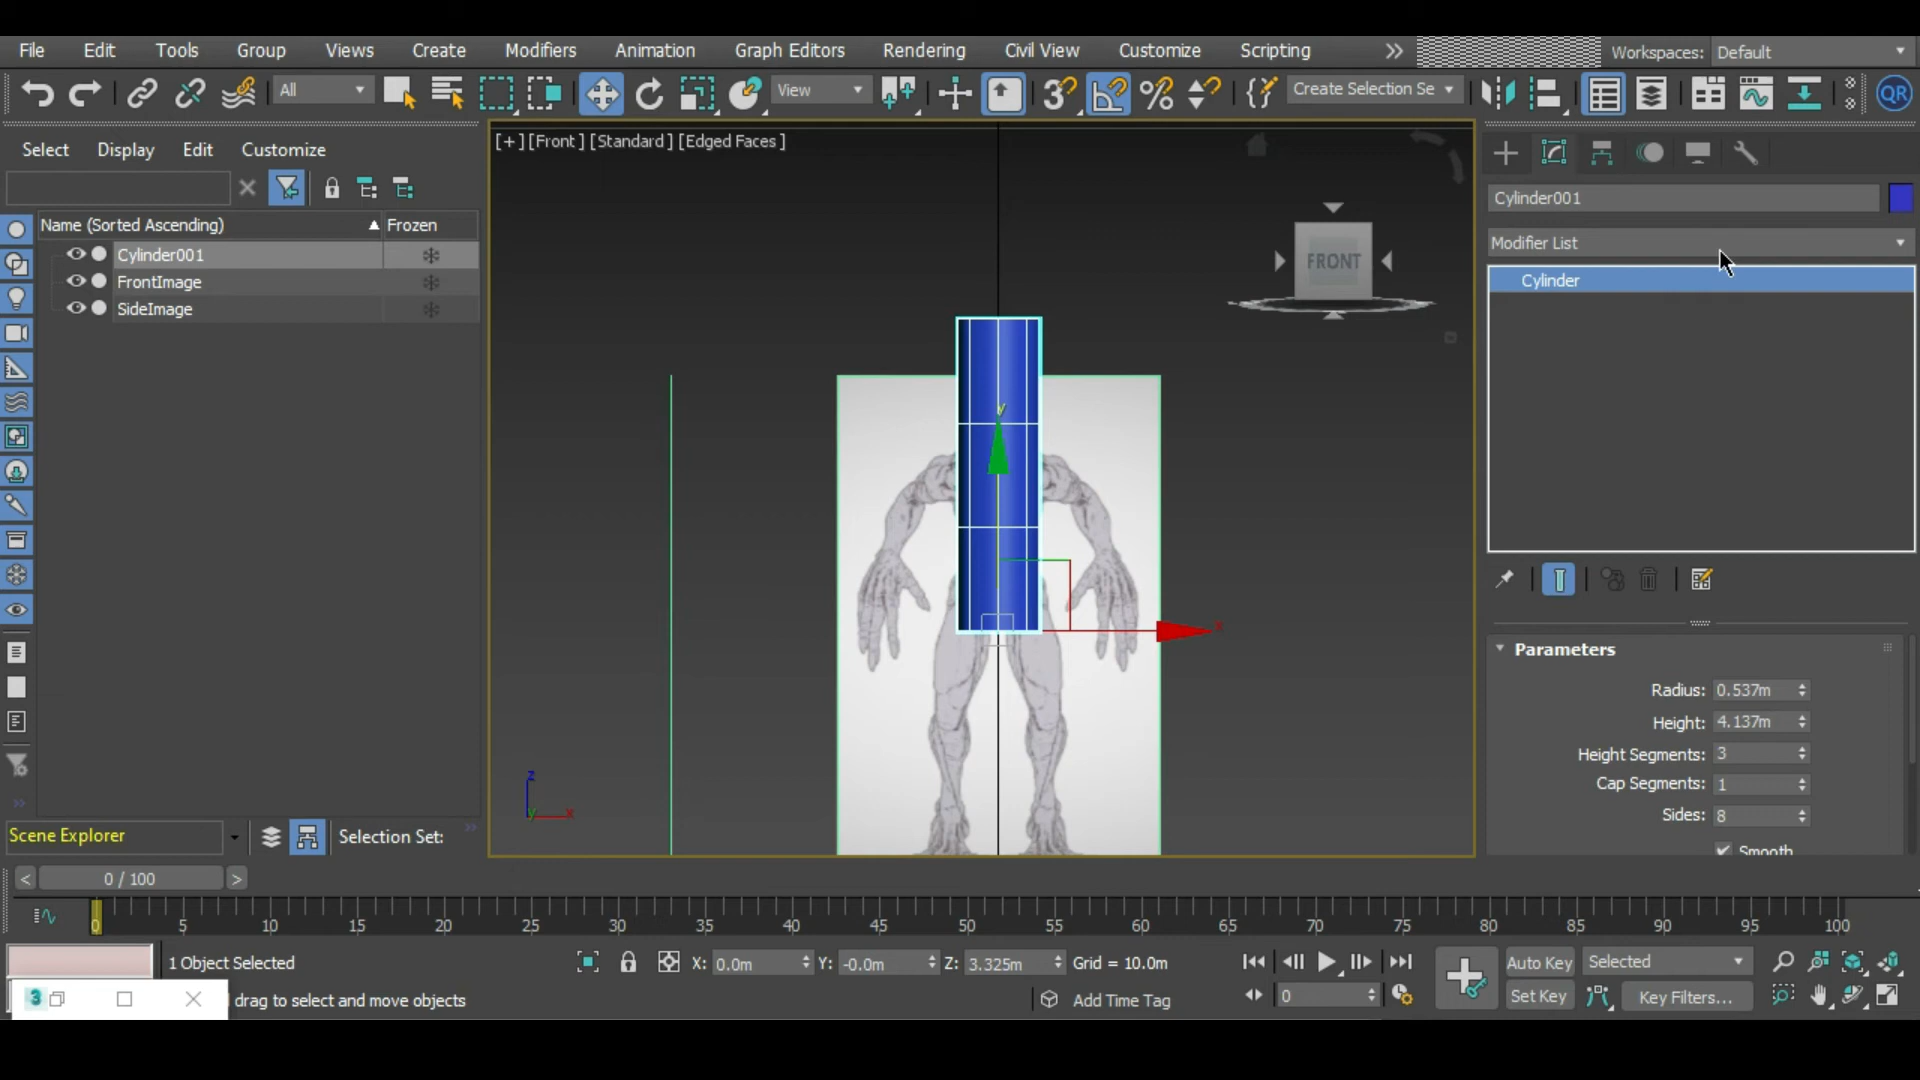 File Edit Tools Group Views Create Modifiers Animation Graph Editors Rendering Civil View Customize Scripting Workspaces: Default
All View 3 Create Selection Se QR
Select Display Edit Customize
[+] [Front ] [Standard ] [Edged Faces ]
Name (Sorted Ascending) Frozen
Cylinder001
FrontImage
SideImage
FRONT
y
x
z
y x
Cylinder001
Modifier List
Cylinder
Parameters
Radius: 0.537m
Height: 4.137m
Height Segments: 3
Cap Segments: 1
Sides: 8
Smooth
Scene Explorer Selection Set:
< 0 / 100 >
0 5 10 15 20 25 30 35 40 45 50 55 60 65 70 75 80 85 90 95 100
1 Object Selected X: 0.0m Y: -0.0m Z: 3.325m Grid = 10.0m Auto Key Selected
3 drag to select and move objects Add Time Tag 0 Set Key Key Filters...